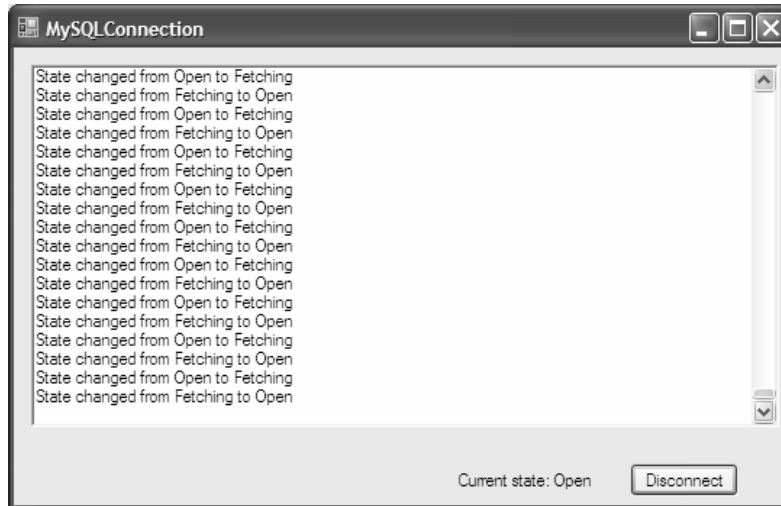 MySQLConnection
State changed from Open to Fetching
State changed from Fetching to Open
State changed from Open to Fetching
State changed from Fetching to Open
State changed from Open to Fetching
State changed from Fetching to Open
State changed from Open to Fetching
State changed from Fetching to Open
State changed from Open to Fetching
State changed from Fetching to Open
State changed from Open to Fetching
State changed from Fetching to Open
State changed from Open to Fetching
State changed from Fetching to Open
State changed from Open to Fetching
State changed from Fetching to Open
State changed from Open to Fetching
State changed from Fetching to Open
Current state: Open
Disconnect